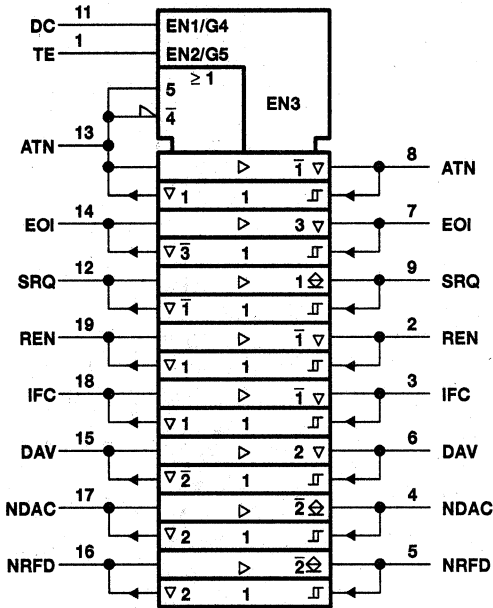 DC 11 EN1/G4
TE 1 EN2/G5
≥ 1
5 EN3
4̅
ATN 13
1̅ ▽ 8 ATN
▽ 1 1
EOI 14 3 ▽ 7 EOI
▽ 3̅ 1
SRQ 12 1 9 SRQ
▽ 1̅ 1
REN 19 1̅ ▽ 2 REN
▽ 1 1
IFC 18 1̅ ▽ 3 IFC
▽ 1 1
DAV 15 2 ▽ 6 DAV
▽ 2̅ 1
NDAC 17 2̅ 4 NDAC
▽ 2 1
NRFD 16 2̅ 5 NRFD
▽ 2 1